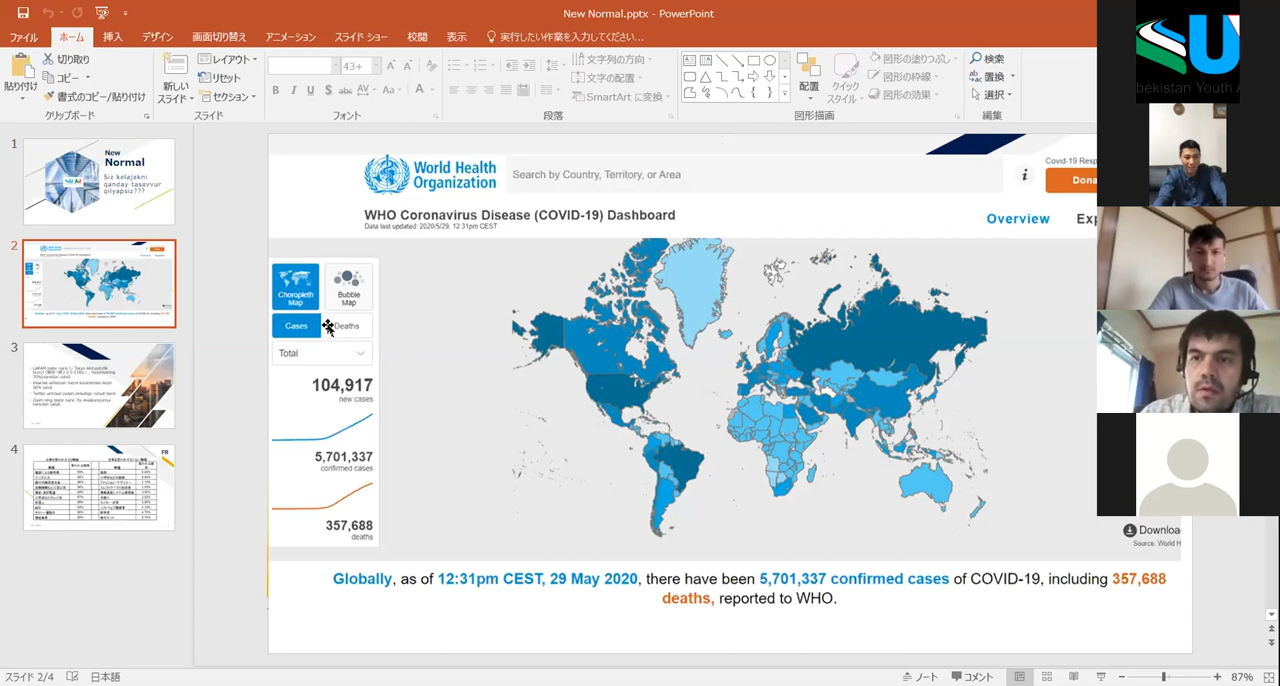 New Normal.pptx - PowerPoint
ファイル ホーム 挿入 デザイン 画面切り替え アニメーション スライド ショー 校閲 表示 実行したい作業を入力してください...
貼り付け
切り取り
コピー
書式のコピー/貼り付け
クリップボード
新しい
スライド
レイアウト
リセット
セクション
スライド
43+
B I U S abc AV Aa A
フォント
文字列の方向
文字の配置
SmartArt に変換
段落
配置
クイック
スタイル
図形の塗りつぶし
図形の枠線
図形の効果
図形描画
検索
置換
選択
編集
U
bekistan Youth A
1
New
Normal
Siz kelajakni
qanday tasavvur
qilyapsiz???
2
3
4
FR
World Health
Organization
Search by Country, Territory, or Area
i
Covid-19 Resp
Dona
WHO Coronavirus Disease (COVID-19) Dashboard
Data last updated: 2020/5/29, 12:31pm CEST
Overview
Exp
Choropleth
Map
Bubble
Map
Cases
Deaths
Total
104,917
new cases
5,701,337
confirmed cases
357,688
deaths
Downloa
Source: World H
Globally, as of 12:31pm CEST, 29 May 2020, there have been 5,701,337 confirmed cases of COVID-19, including 357,688
deaths, reported to WHO.
スライド 2/4 日本語
ノート コメント 87%